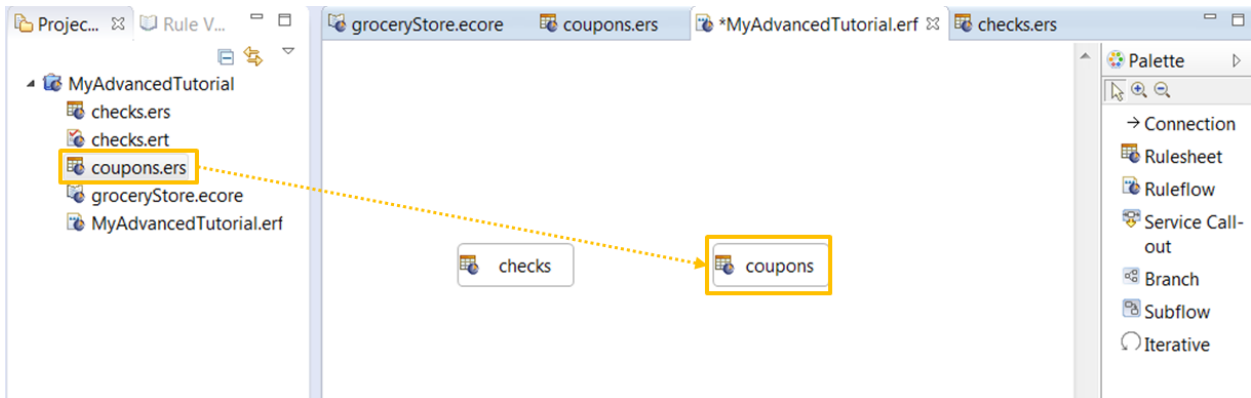 Projec... Rule V...
MyAdvancedTutorial
checks.ers
checks.ert
coupons.ers
groceryStore.ecore
MyAdvancedTutorial.erf
groceryStore.ecore coupons.ers *MyAdvancedTutorial.erf checks.ers
checks coupons
Palette
Connection
Rulesheet
Ruleflow
Service Call-
out
Branch
Subflow
Iterative